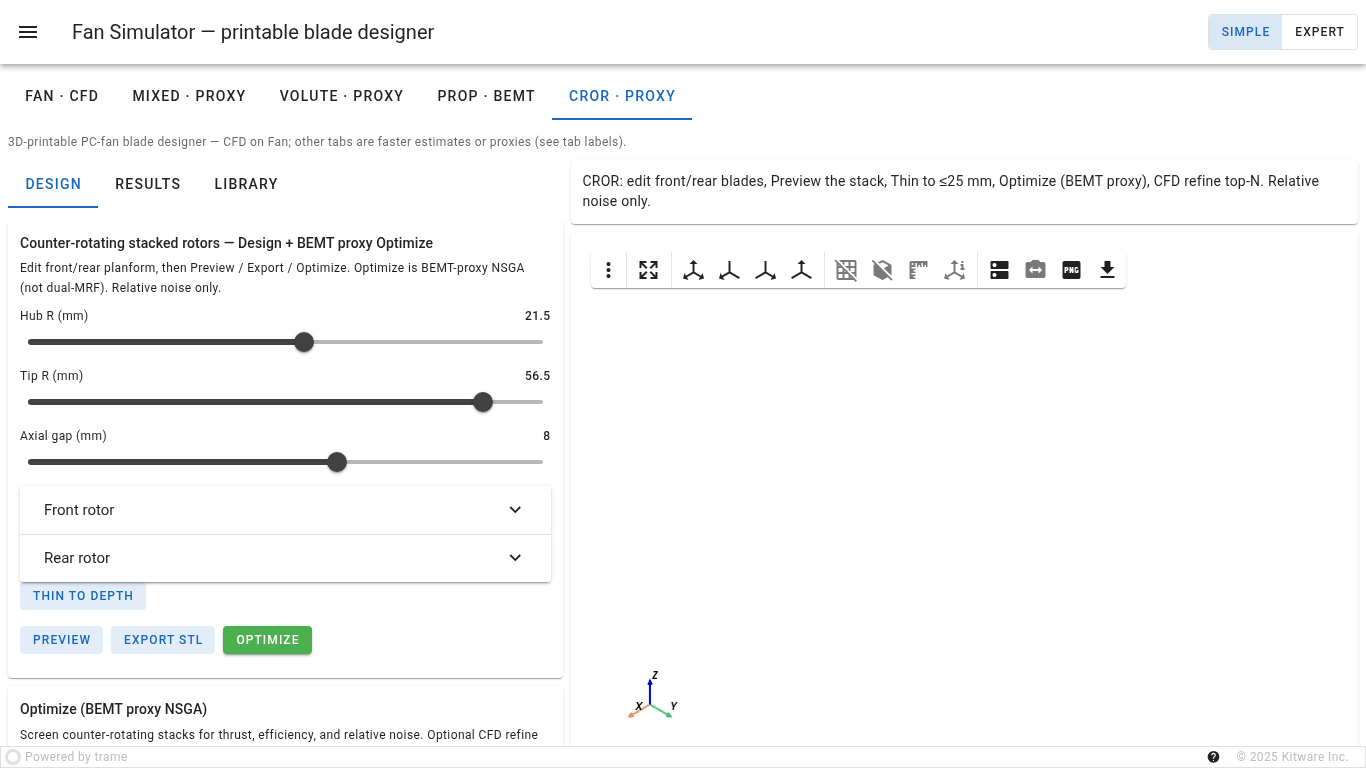 Fan Simulator — printable blade designer
SIMPLE
EXPERT
FAN · CFD
MIXED · PROXY
VOLUTE · PROXY
PROP · BEMT
CROR · PROXY
3D-printable PC-fan blade designer — CFD on Fan; other tabs are faster estimates or proxies (see tab labels).
DESIGN
RESULTS
LIBRARY
Counter-rotating stacked rotors — Design + BEMT proxy Optimize
Edit front/rear planform, then Preview / Export / Optimize. Optimize is BEMT-proxy NSGA
(not dual-MRF). Relative noise only.
Hub R (mm)
21.5
Tip R (mm)
56.5
Axial gap (mm)
8
Front rotor
Rear rotor
THIN TO DEPTH
PREVIEW
EXPORT STL
OPTIMIZE
Optimize (BEMT proxy NSGA)
Screen counter-rotating stacks for thrust, efficiency, and relative noise. Optional CFD refine
CROR: edit front/rear blades, Preview the stack, Thin to ≤25 mm, Optimize (BEMT proxy), CFD refine top-N. Relative
noise only.
PNG
Z
X
Y
Powered by trame
© 2025 Kitware Inc.